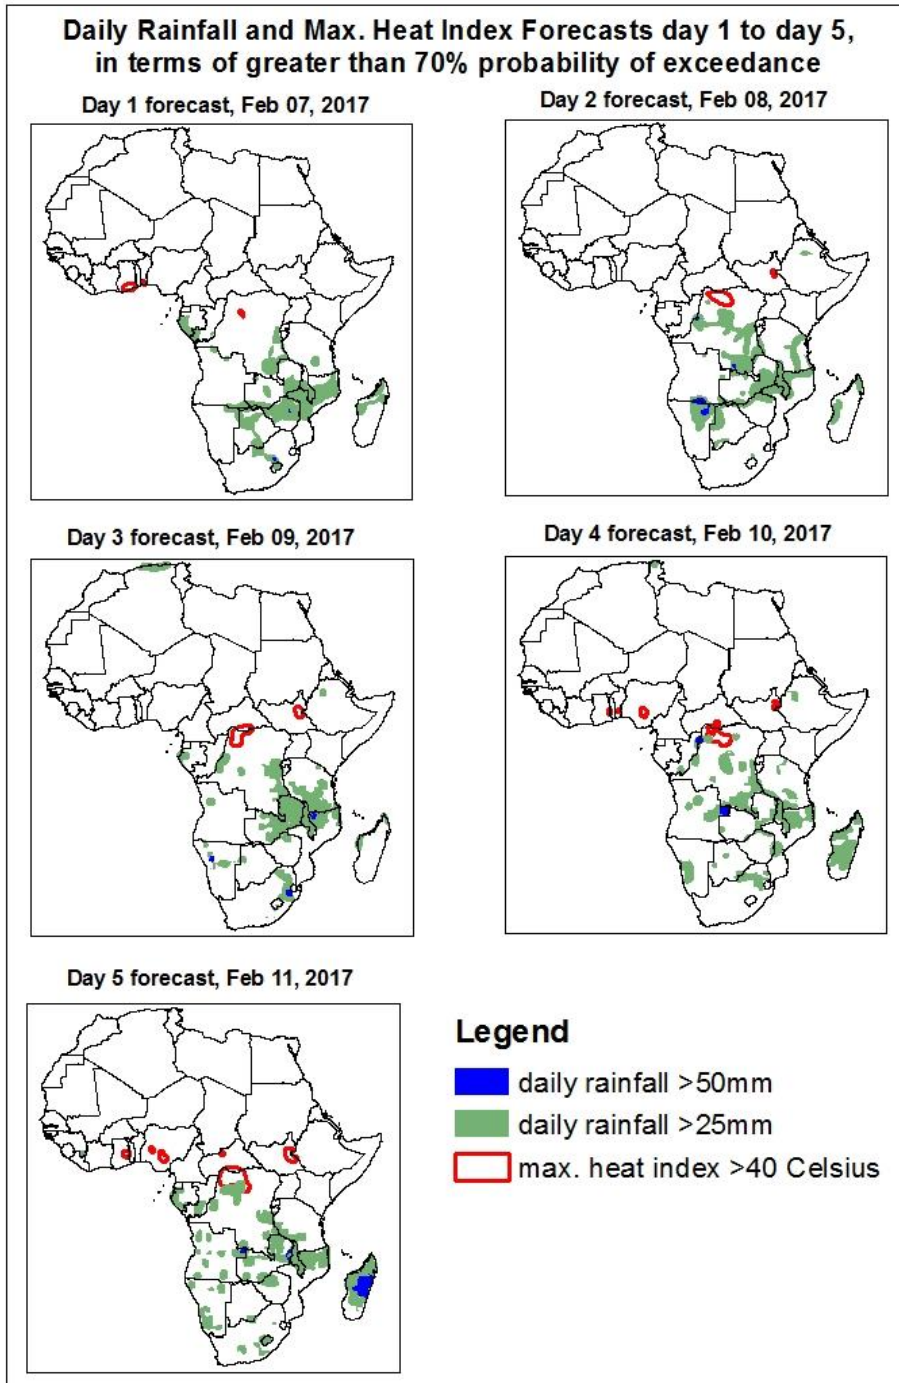 Daily Rainfall and Max. Heat Index Forecasts day 1 to day 5,
in terms of greater than 70% probability of exceedance
Day 1 forecast, Feb 07, 2017
Day 2 forecast, Feb 08, 2017
Day 3 forecast, Feb 09, 2017
Day 4 forecast, Feb 10, 2017
Day 5 forecast, Feb 11, 2017
Legend
daily rainfall >50mm
daily rainfall >25mm
max. heat index >40 Celsius